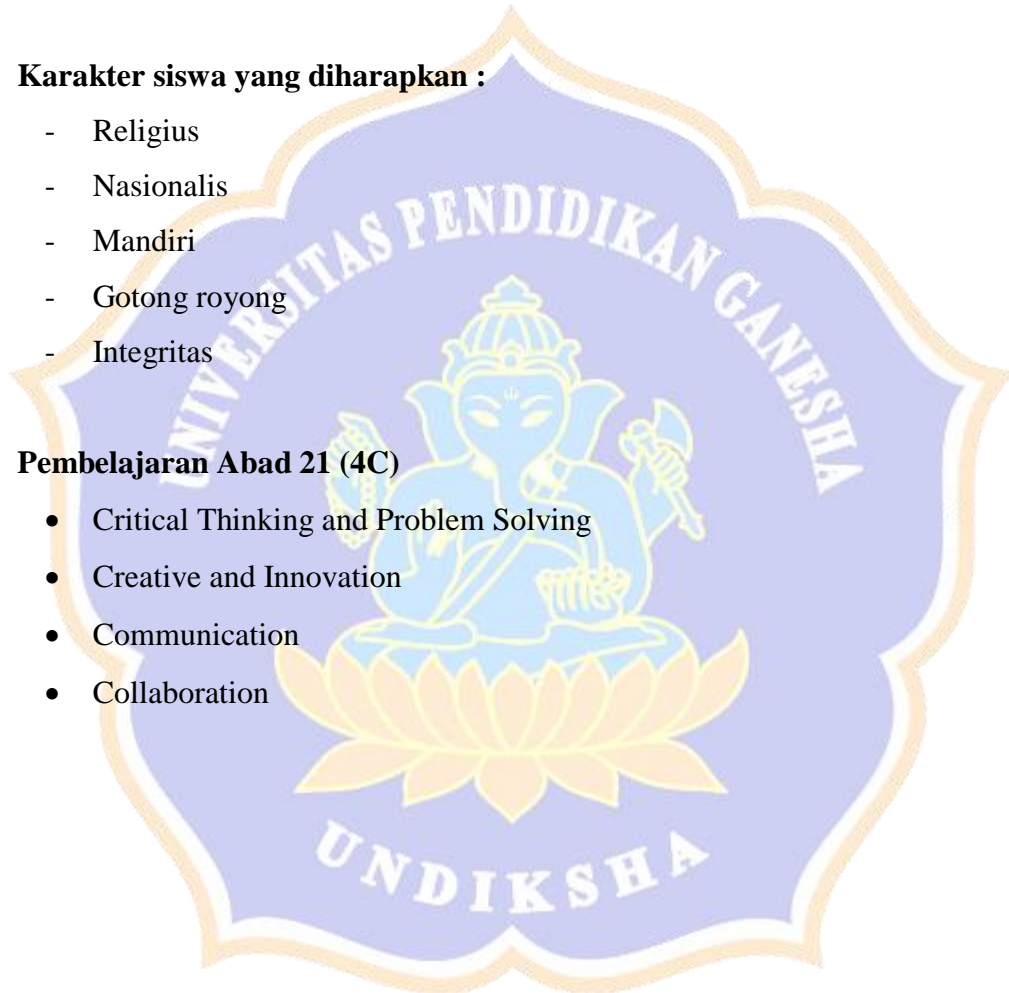 Karakter siswa yang diharapkan :
- Religius
- Nasionalis
- Mandiri
- Gotong royong
- Integritas
Pembelajaran Abad 21 (4C)
• Critical Thinking and Problem Solving
• Creative and Innovation
• Communication
• Collaboration
UNIVERSITAS PENDIDIKAN GANESHA
UNDIKSHA